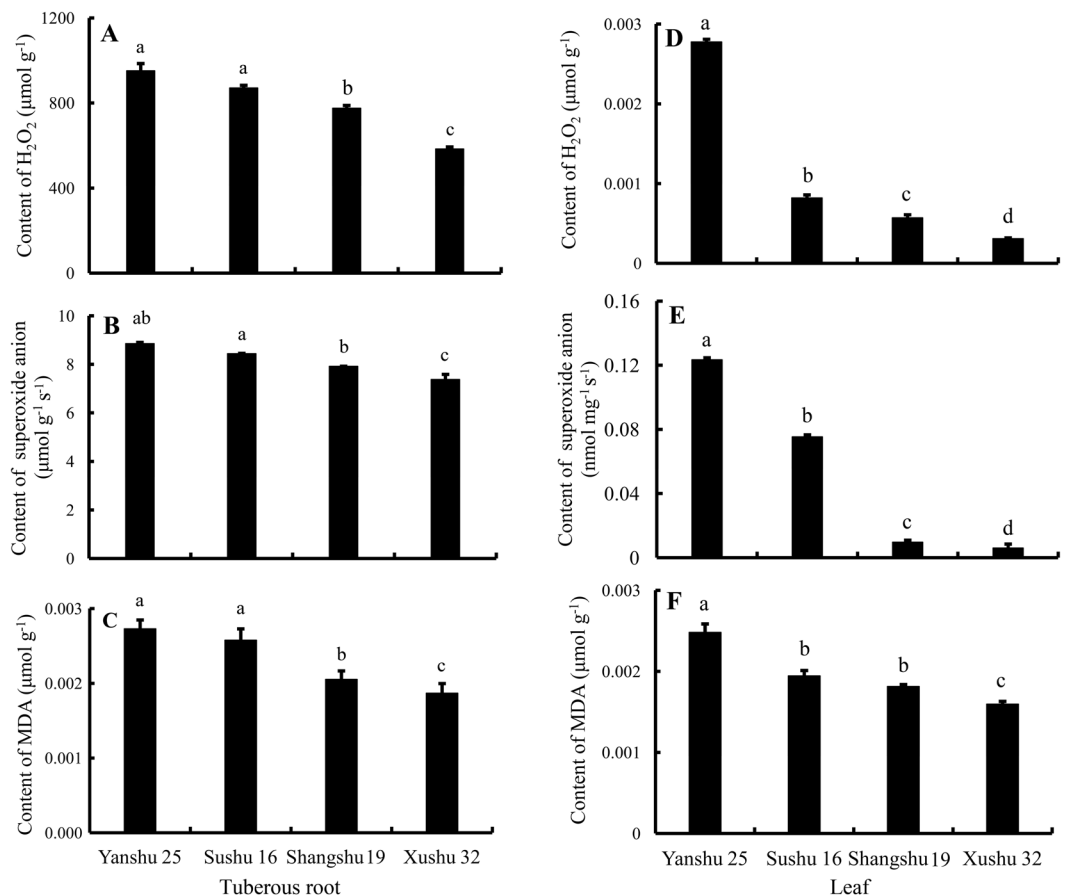 A
Content of H₂O₂ (μmol g⁻¹)
1200
800
400
0
a
a
b
c
B
Content of superoxide anion
(μmol g⁻¹ s⁻¹)
10
8
6
4
2
0
ab
a
b
c
C
Content of MDA (μmol g⁻¹)
0.003
0.002
0.001
0.000
a
a
b
c
Yanshu 25 Sushu 16 Shangshu 19 Xushu 32
Tuberous root
D
Content of H₂O₂ (μmol g⁻¹)
0.003
0.002
0.001
0
a
b
c
d
E
Content of superoxide anion
(nmol mg⁻¹ s⁻¹)
0.16
0.12
0.08
0.04
0
a
b
c
d
F
Content of MDA (μmol g⁻¹)
0.003
0.002
0.001
0
a
b
b
c
Yanshu 25 Sushu 16 Shangshu 19 Xushu 32
Leaf